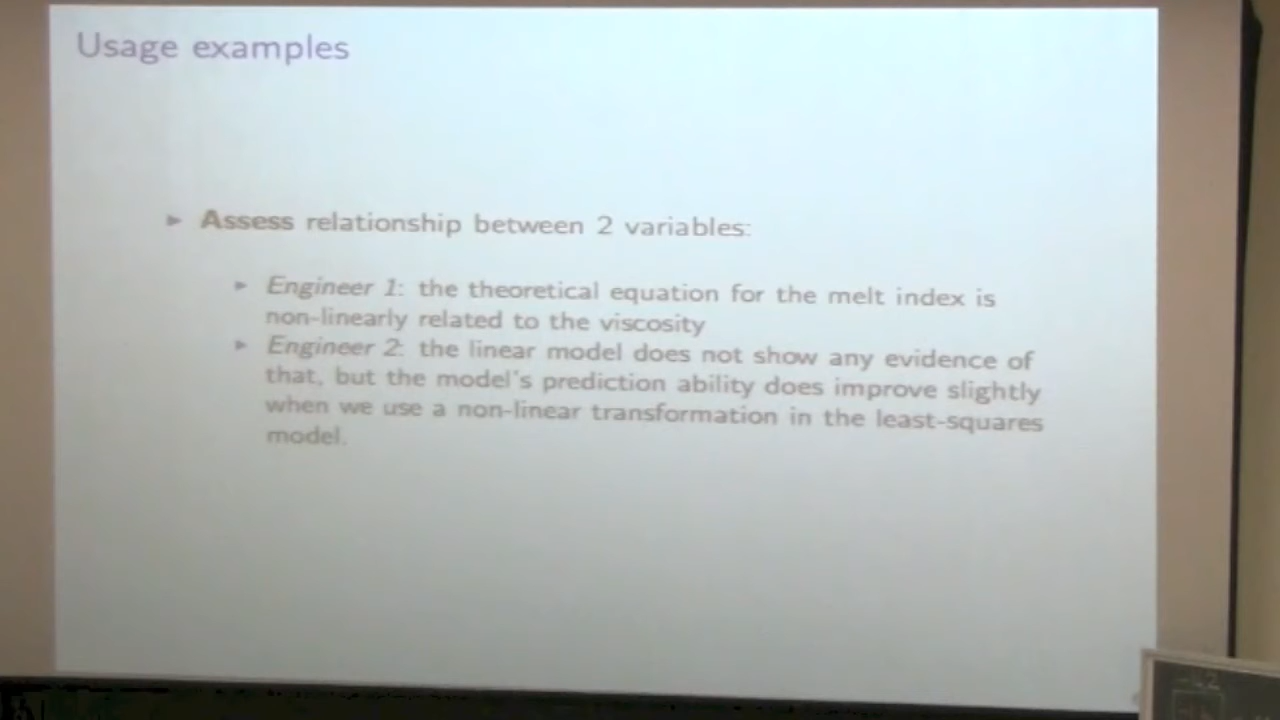 Usage examples
Assess relationship between 2 variables:
Engineer 1: the theoretical equation for the melt index is
non-linearly related to the viscosity
Engineer 2: the linear model does not show any evidence of
that, but the model's prediction ability does improve slightly
when we use a non-linear transformation in the least-squares
model.